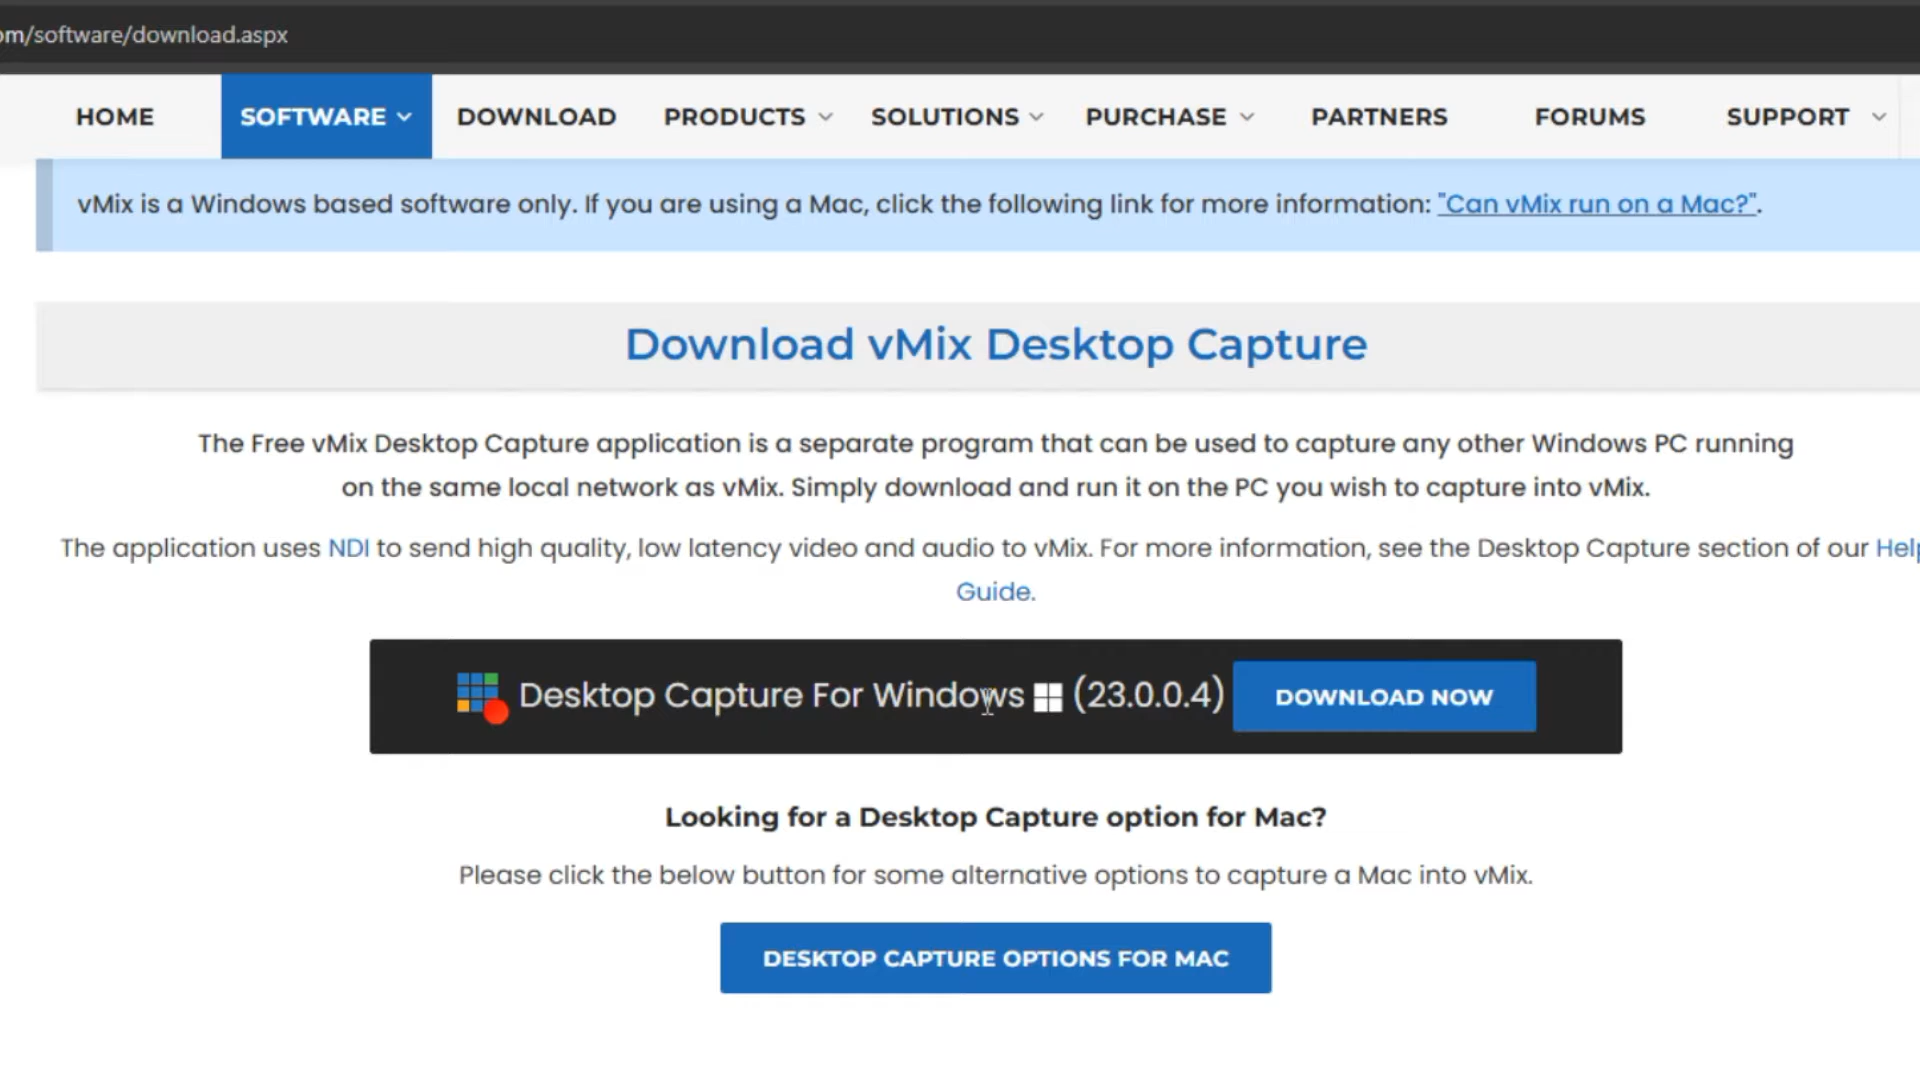 om/software/download.aspx
HOME SOFTWARE DOWNLOAD PRODUCTS SOLUTIONS PURCHASE PARTNERS FORUMS SUPPORT
vMix is a Windows based software only. If you are using a Mac, click the following link for more information: "Can vMix run on a Mac?".
Download vMix Desktop Capture
The Free vMix Desktop Capture application is a separate program that can be used to capture any other Windows PC running
on the same local network as vMix. Simply download and run it on the PC you wish to capture into vMix.
The application uses NDI to send high quality, low latency video and audio to vMix. For more information, see the Desktop Capture section of our Help
Guide.
Desktop Capture For Windows (23.0.0.4) DOWNLOAD NOW
Looking for a Desktop Capture option for Mac?
Please click the below button for some alternative options to capture a Mac into vMix.
DESKTOP CAPTURE OPTIONS FOR MAC